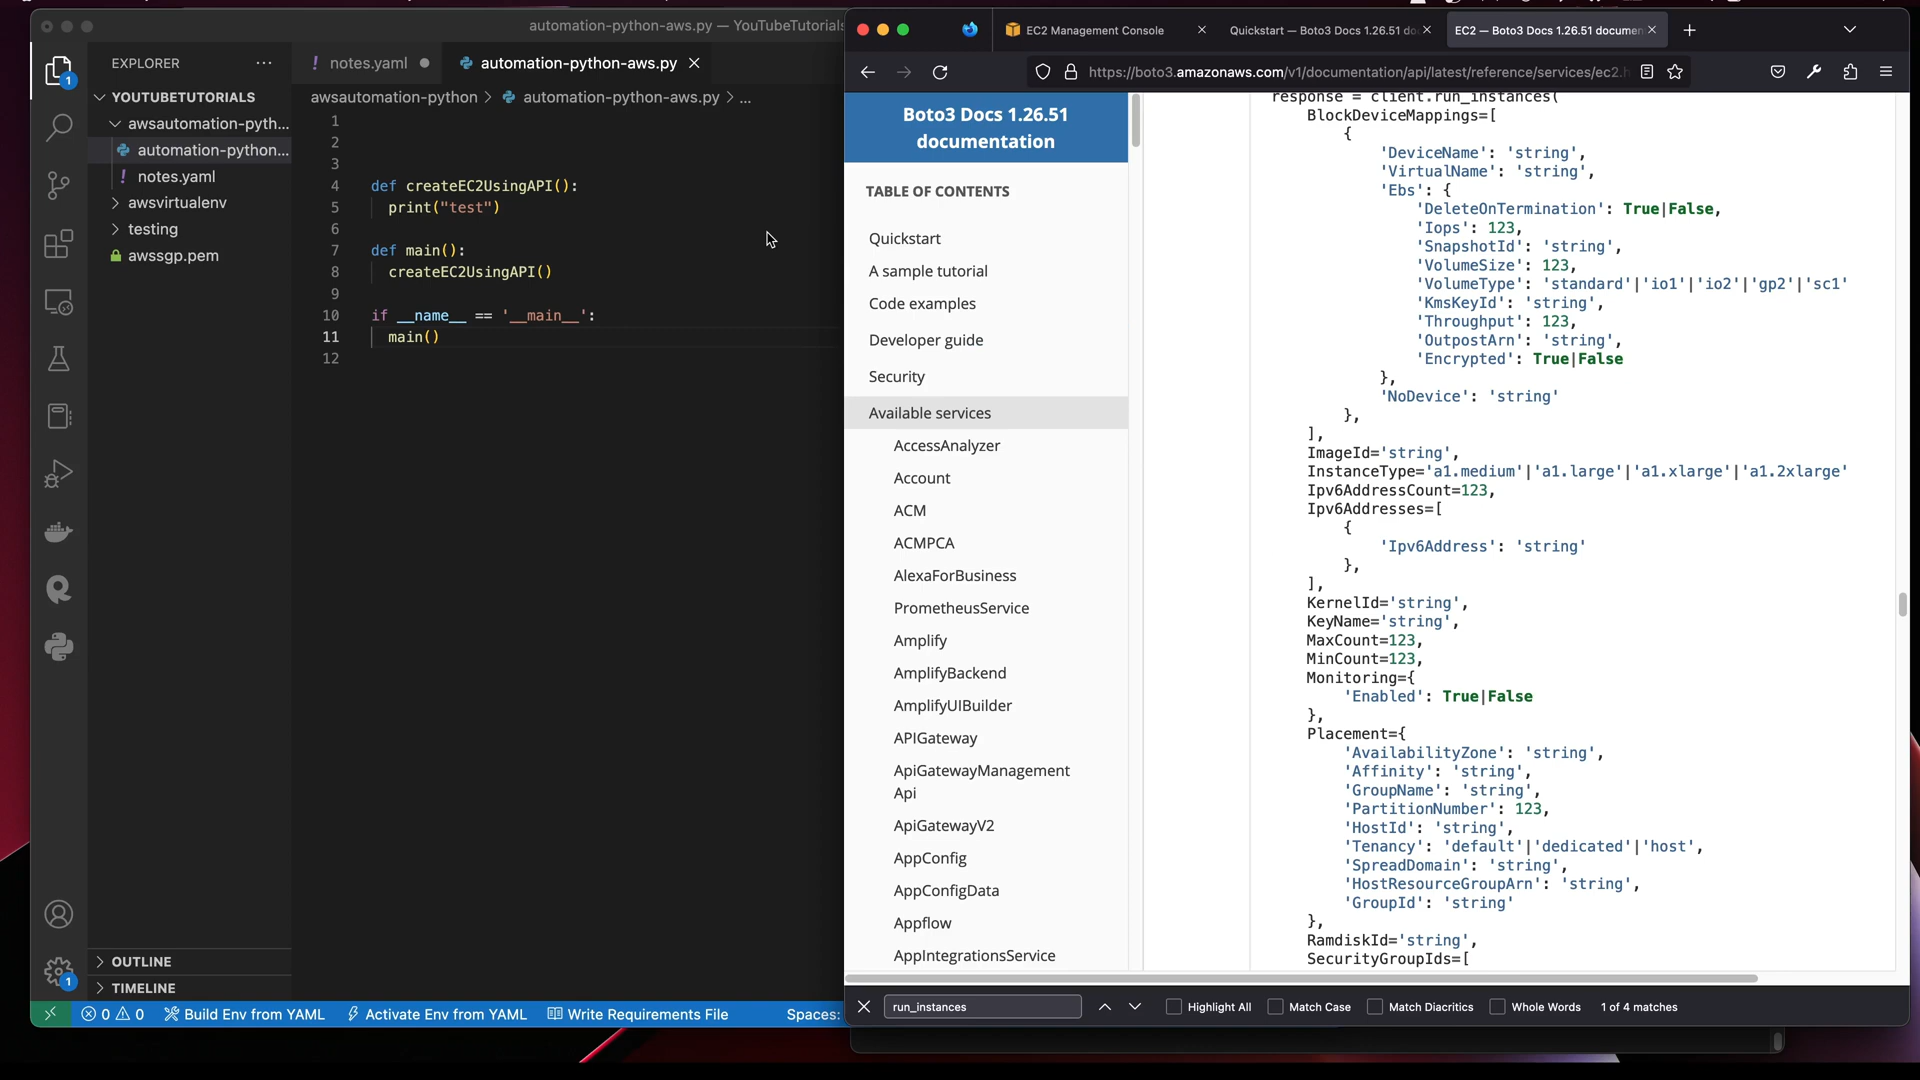 automation-python-aws.py — YouTubeTutorials
EXPLORER
YOUTUBETUTORIALS
awsautomation-pyth...
automation-python...
! notes.yaml
awsvirtualenv
testing
awssgp.pem
OUTLINE
TIMELINE
1
1
! notes.yaml
automation-python-aws.py
awsautomation-python > automation-python-aws.py > ...
1
2
3
4 def createEC2UsingAPI():
5 print("test")
6
7 def main():
8 createEC2UsingAPI()
9
10 if __name__ == '__main__':
11 main()
12
0 0 Build Env from YAML Activate Env from YAML Write Requirements File Spaces:
EC2 Management Console
Quickstart — Boto3 Docs 1.26.51 do
EC2 — Boto3 Docs 1.26.51 documen
https://boto3.amazonaws.com/v1/documentation/api/latest/reference/services/ec2.h
Boto3 Docs 1.26.51
documentation
TABLE OF CONTENTS
Quickstart
A sample tutorial
Code examples
Developer guide
Security
Available services
AccessAnalyzer
Account
ACM
ACMPCA
AlexaForBusiness
PrometheusService
Amplify
AmplifyBackend
AmplifyUIBuilder
APIGateway
ApiGatewayManagement
Api
ApiGatewayV2
AppConfig
AppConfigData
Appflow
AppIntegrationsService
response = client.run_instances(
BlockDeviceMappings=[
{
'DeviceName': 'string',
'VirtualName': 'string',
'Ebs': {
'DeleteOnTermination': True|False,
'Iops': 123,
'SnapshotId': 'string',
'VolumeSize': 123,
'VolumeType': 'standard'|'io1'|'io2'|'gp2'|'sc1'
'KmsKeyId': 'string',
'Throughput': 123,
'OutpostArn': 'string',
'Encrypted': True|False
},
'NoDevice': 'string'
},
],
ImageId='string',
InstanceType='a1.medium'|'a1.large'|'a1.xlarge'|'a1.2xlarge'
Ipv6AddressCount=123,
Ipv6Addresses=[
{
'Ipv6Address': 'string'
},
],
KernelId='string',
KeyName='string',
MaxCount=123,
MinCount=123,
Monitoring={
'Enabled': True|False
},
Placement={
'AvailabilityZone': 'string',
'Affinity': 'string',
'GroupName': 'string',
'PartitionNumber': 123,
'HostId': 'string',
'Tenancy': 'default'|'dedicated'|'host',
'SpreadDomain': 'string',
'HostResourceGroupArn': 'string',
'GroupId': 'string'
},
RamdiskId='string',
SecurityGroupIds=[
run_instances
Highlight All Match Case Match Diacritics Whole Words 1 of 4 matches